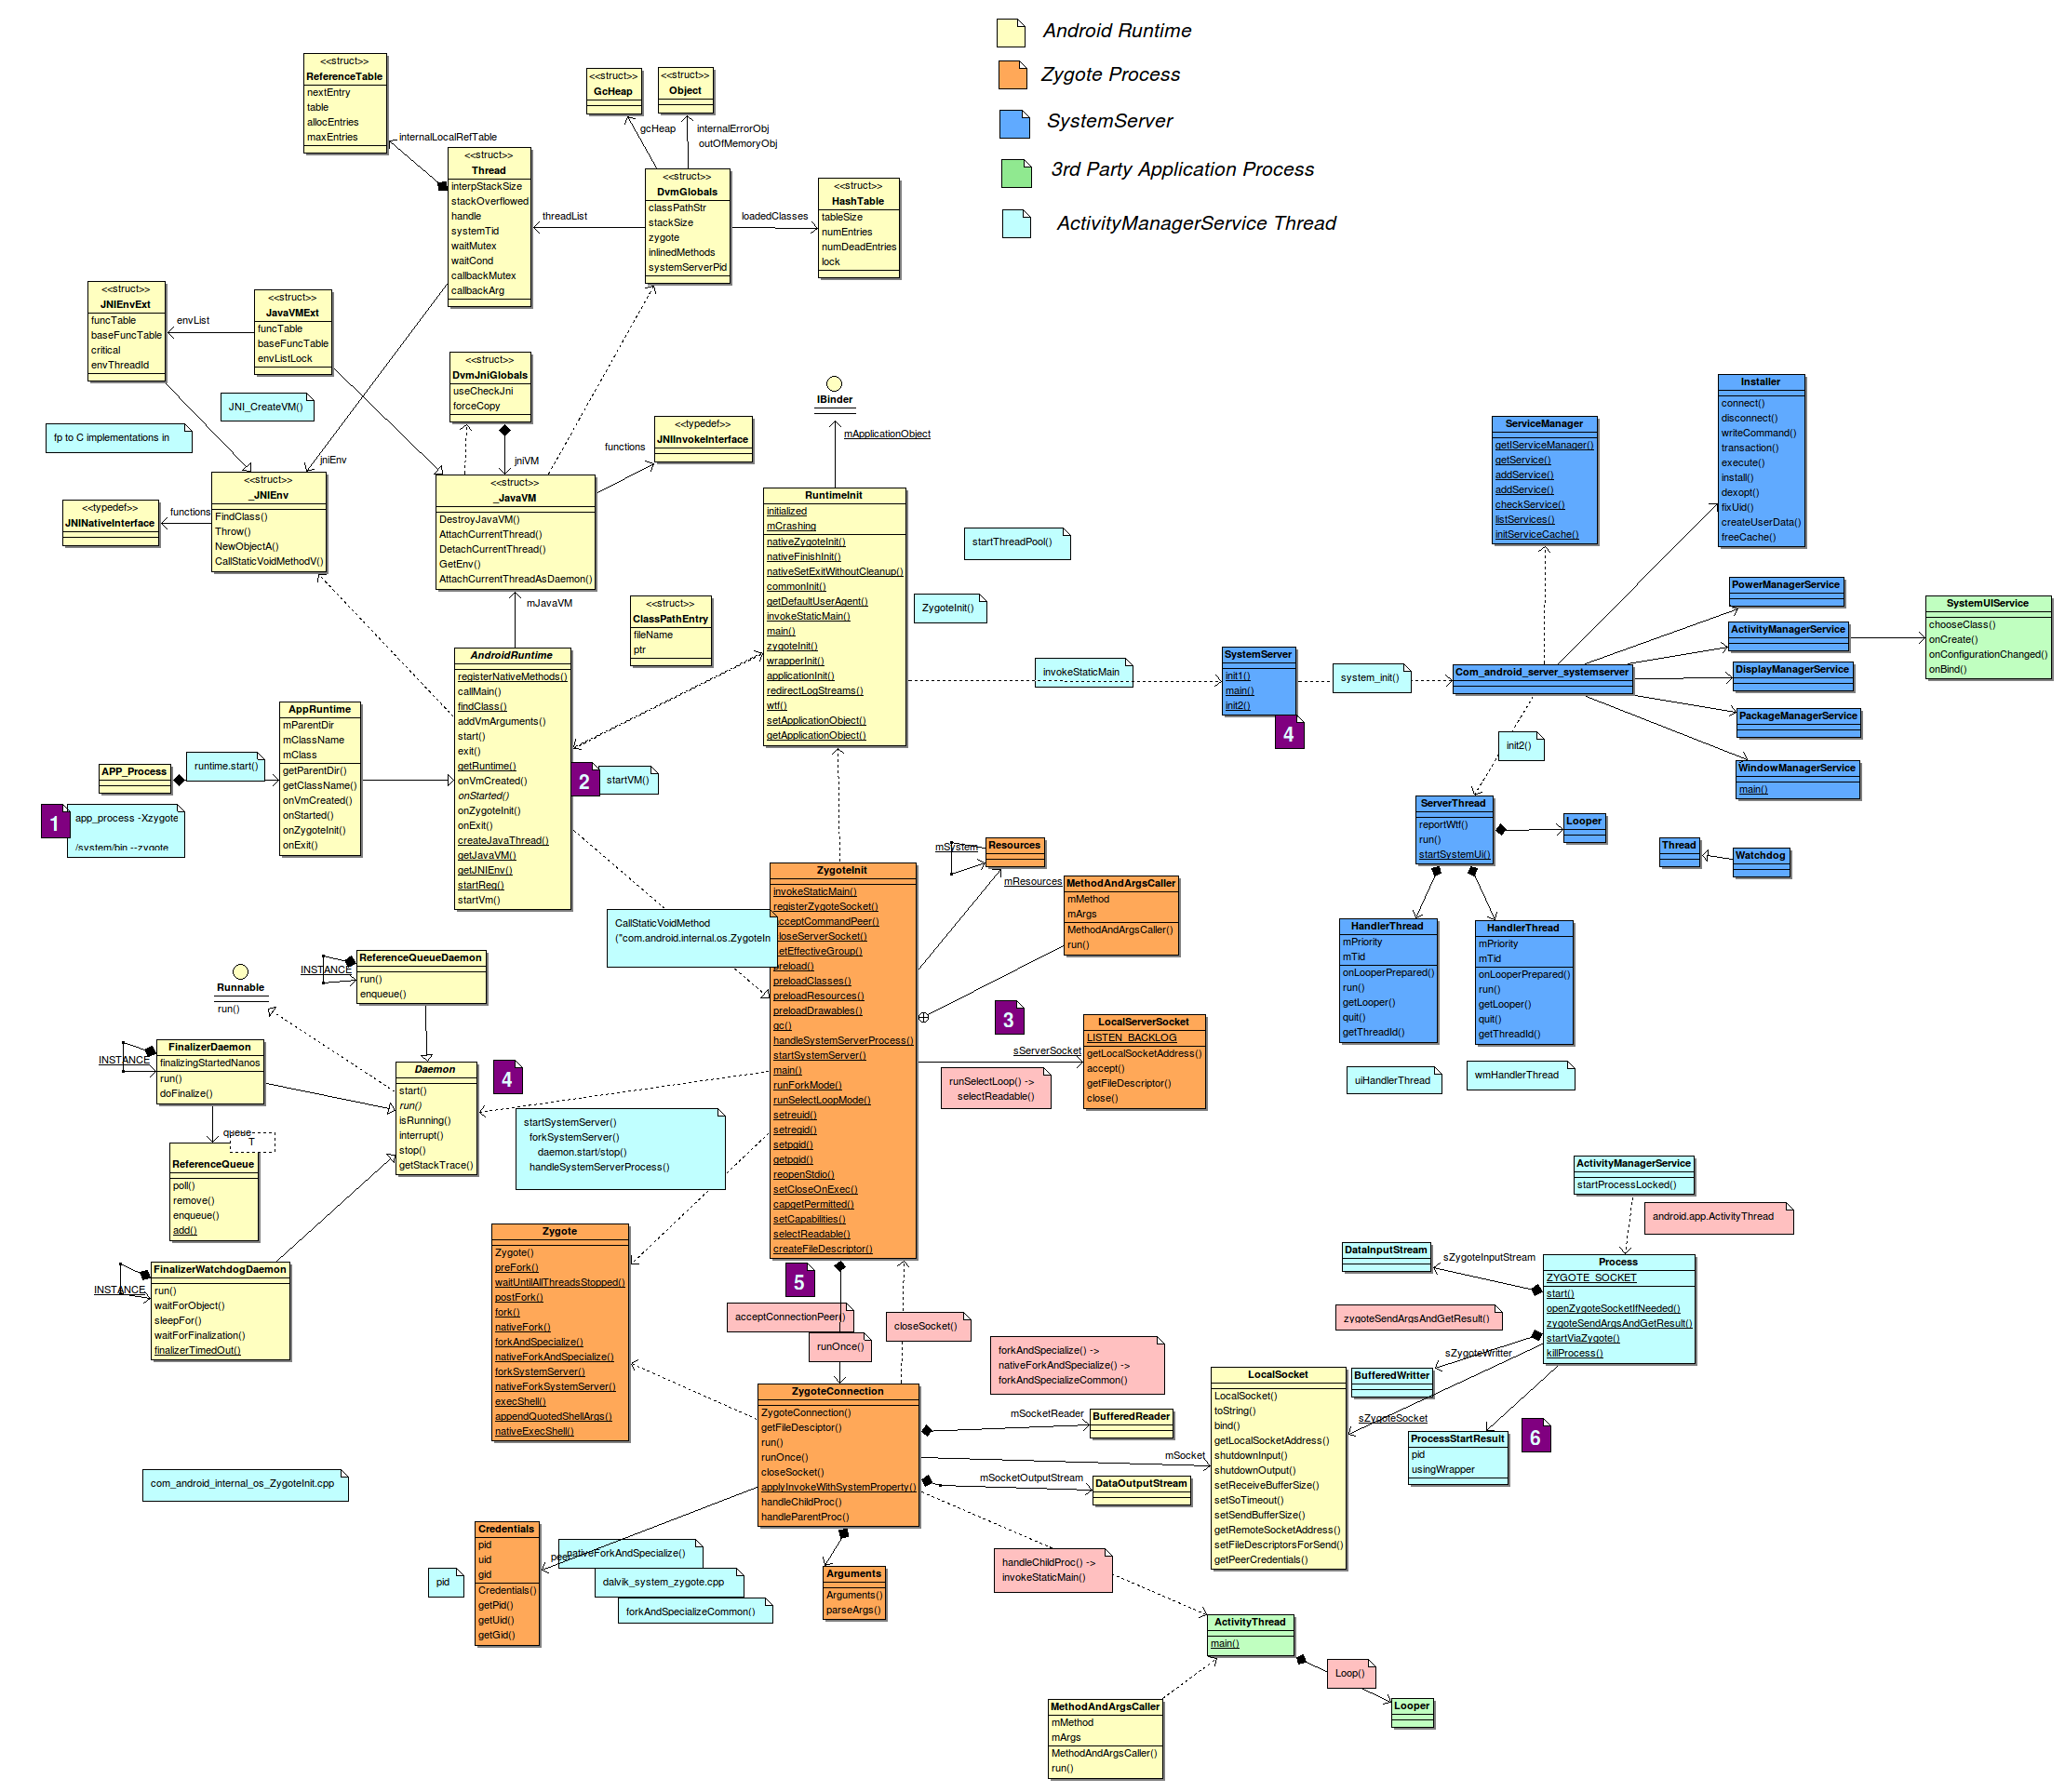 Android Runtime
Zygote Process
SystemServer
3rd Party Application Process
ActivityManagerService Thread
<<struct>>
ReferenceTable
nextEntry
table
allocEntries
maxEntries
internalLocalRefTable
<<struct>>
GcHeap
<<struct>>
Object
gcHeap
internalErrorObj
outOfMemoryObj
<<struct>>
Thread
interpStackSize
stackOverflowed
handle
systemTid
waitMutex
waitCond
callbackMutex
callbackArg
threadList
<<struct>>
DvmGlobals
classPathStr
stackSize
zygote
inlinedMethods
systemServerPid
loadedClasses
<<struct>>
HashTable
tableSize
numEntries
numDeadEntries
lock
<<struct>>
JNIEnvExt
funcTable
baseFuncTable
critical
envThreadId
envList
<<struct>>
JavaVMExt
funcTable
baseFuncTable
envListLock
JNI_CreateVM()
fp to C implementations in
<<struct>>
DvmJniGlobals
useCheckJni
forceCopy
jniEnv
jniVM
functions
<<typedef>>
JNIInvokeInterface
<<typedef>>
JNINativeInterface
functions
<<struct>>
_JNIEnv
FindClass()
Throw()
NewObjectA()
CallStaticVoidMethodV()
<<struct>>
_JavaVM
DestroyJavaVM()
AttachCurrentThread()
DetachCurrentThread()
GetEnv()
AttachCurrentThreadAsDaemon()
mJavaVM
<<struct>>
ClassPathEntry
fileName
ptr
IBinder
mApplicationObject
RuntimeInit
initialized
mCrashing
nativeZygoteInit()
nativeFinishInit()
nativeSetExitWithoutCleanup()
commonInit()
getDefaultUserAgent()
invokeStaticMain()
main()
zygoteInit()
wrapperInit()
applicationInit()
redirectLogStreams()
wtf()
setApplicationObject()
getApplicationObject()
startThreadPool()
ZygoteInit()
invokeStaticMain
SystemServer
init1()
main()
init2()
4
system_init()
Com_android_server_systemserver
ServiceManager
getIServiceManager()
getService()
addService()
addService()
checkService()
listServices()
initServiceCache()
Installer
connect()
disconnect()
writeCommand()
transaction()
execute()
install()
dexopt()
fixUid()
createUserData()
freeCache()
PowerManagerService
ActivityManagerService
DisplayManagerService
PackageManagerService
WindowManagerService
main()
SystemUIService
chooseClass()
onCreate()
onConfigurationChanged()
onBind()
init2()
ServerThread
reportWtf()
run()
startSystemUi()
Looper
Thread
Watchdog
HandlerThread
mPriority
mTid
onLooperPrepared()
run()
getLooper()
quit()
getThreadId()
HandlerThread
mPriority
mTid
onLooperPrepared()
run()
getLooper()
quit()
getThreadId()
uiHandlerThread
wmHandlerThread
APP_Process
runtime.start()
1
app_process -Xzygote
/system/bin --zygote
AppRuntime
mParentDir
mClassName
mClass
getParentDir()
getClassName()
onVmCreated()
onStarted()
onZygoteInit()
onExit()
AndroidRuntime
registerNativeMethods()
callMain()
findClass()
addVmArguments()
start()
exit()
getRuntime()
onVmCreated()
onStarted()
onZygoteInit()
onExit()
createJavaThread()
getJavaVM()
getJNIEnv()
startReg()
startVm()
2
startVM()
CallStaticVoidMethod
("com.android.internal.os.ZygoteIn
ZygoteInit
invokeStaticMain()
registerZygoteSocket()
acceptCommandPeer()
loseServerSocket()
etEffectiveGroup()
preload()
preloadClasses()
preloadResources()
preloadDrawables()
gc()
handleSystemServerProcess()
startSystemServer()
main()
runForkMode()
runSelectLoopMode()
setreuid()
setregid()
setpgid()
getpgid()
reopenStdio()
setCloseOnExec()
capgetPermitted()
setCapabilities()
selectReadable()
createFileDescriptor()
mSystem
Resources
mResources
MethodAndArgsCaller
mMethod
mArgs
MethodAndArgsCaller()
run()
3
sServerSocket
LocalServerSocket
LISTEN_BACKLOG
getLocalSocketAddress()
accept()
getFileDescriptor()
close()
runSelectLoop() ->
selectReadable()
Runnable
run()
INSTANCE
ReferenceQueueDaemon
run()
enqueue()
INSTANCE
FinalizerDaemon
finalizingStartedNanos
run()
doFinalize()
Daemon
start()
run()
isRunning()
interrupt()
stop()
getStackTrace()
4
startSystemServer()
forkSystemServer()
daemon.start/stop()
handleSystemServerProcess()
queue
T
ReferenceQueue
poll()
remove()
enqueue()
add()
INSTANCE
FinalizerWatchdogDaemon
run()
waitForObject()
sleepFor()
waitForFinalization()
finalizerTimedOut()
Zygote
Zygote()
preFork()
waitUntilAllThreadsStopped()
postFork()
fork()
nativeFork()
forkAndSpecialize()
nativeForkAndSpecialize()
forkSystemServer()
nativeForkSystemServer()
execShell()
appendQuotedShellArgs()
nativeExecShell()
5
acceptConnectionPeer()
runOnce()
closeSocket()
forkAndSpecialize() ->
nativeForkAndSpecialize() ->
forkAndSpecializeCommon()
ZygoteConnection
ZygoteConnection()
getFileDesciptor()
run()
runOnce()
closeSocket()
applyInvokeWithSystemProperty()
handleChildProc()
handleParentProc()
mSocketReader
BufferedReader
mSocket
mSocketOutputStream
DataOutputStream
LocalSocket
LocalSocket()
toString()
bind()
getLocalSocketAddress()
shutdownInput()
shutdownOutput()
setReceiveBufferSize()
setSoTimeout()
setSendBufferSize()
getRemoteSocketAddress()
setFileDescriptorsForSend()
getPeerCredentials()
ActivityManagerService
startProcessLocked()
android.app.ActivityThread
DataInputStream
sZygoteInputStream
Process
ZYGOTE_SOCKET
start()
openZygoteSocketIfNeeded()
zygoteSendArgsAndGetResult()
startViaZygote()
killProcess()
zygoteSendArgsAndGetResult()
sZygoteWritter
BufferedWritter
sZygoteSocket
ProcessStartResult
pid
usingWrapper
6
com_android_internal_os_ZygoteInit.cpp
Credentials
pid
uid
gid
Credentials()
getPid()
getUid()
getGid()
pid
peer
nativeForkAndSpecialize()
dalvik_system_zygote.cpp
forkAndSpecializeCommon()
Arguments
Arguments()
parseArgs()
handleChildProc() ->
invokeStaticMain()
ActivityThread
main()
Loop()
Looper
MethodAndArgsCaller
mMethod
mArgs
MethodAndArgsCaller()
run()